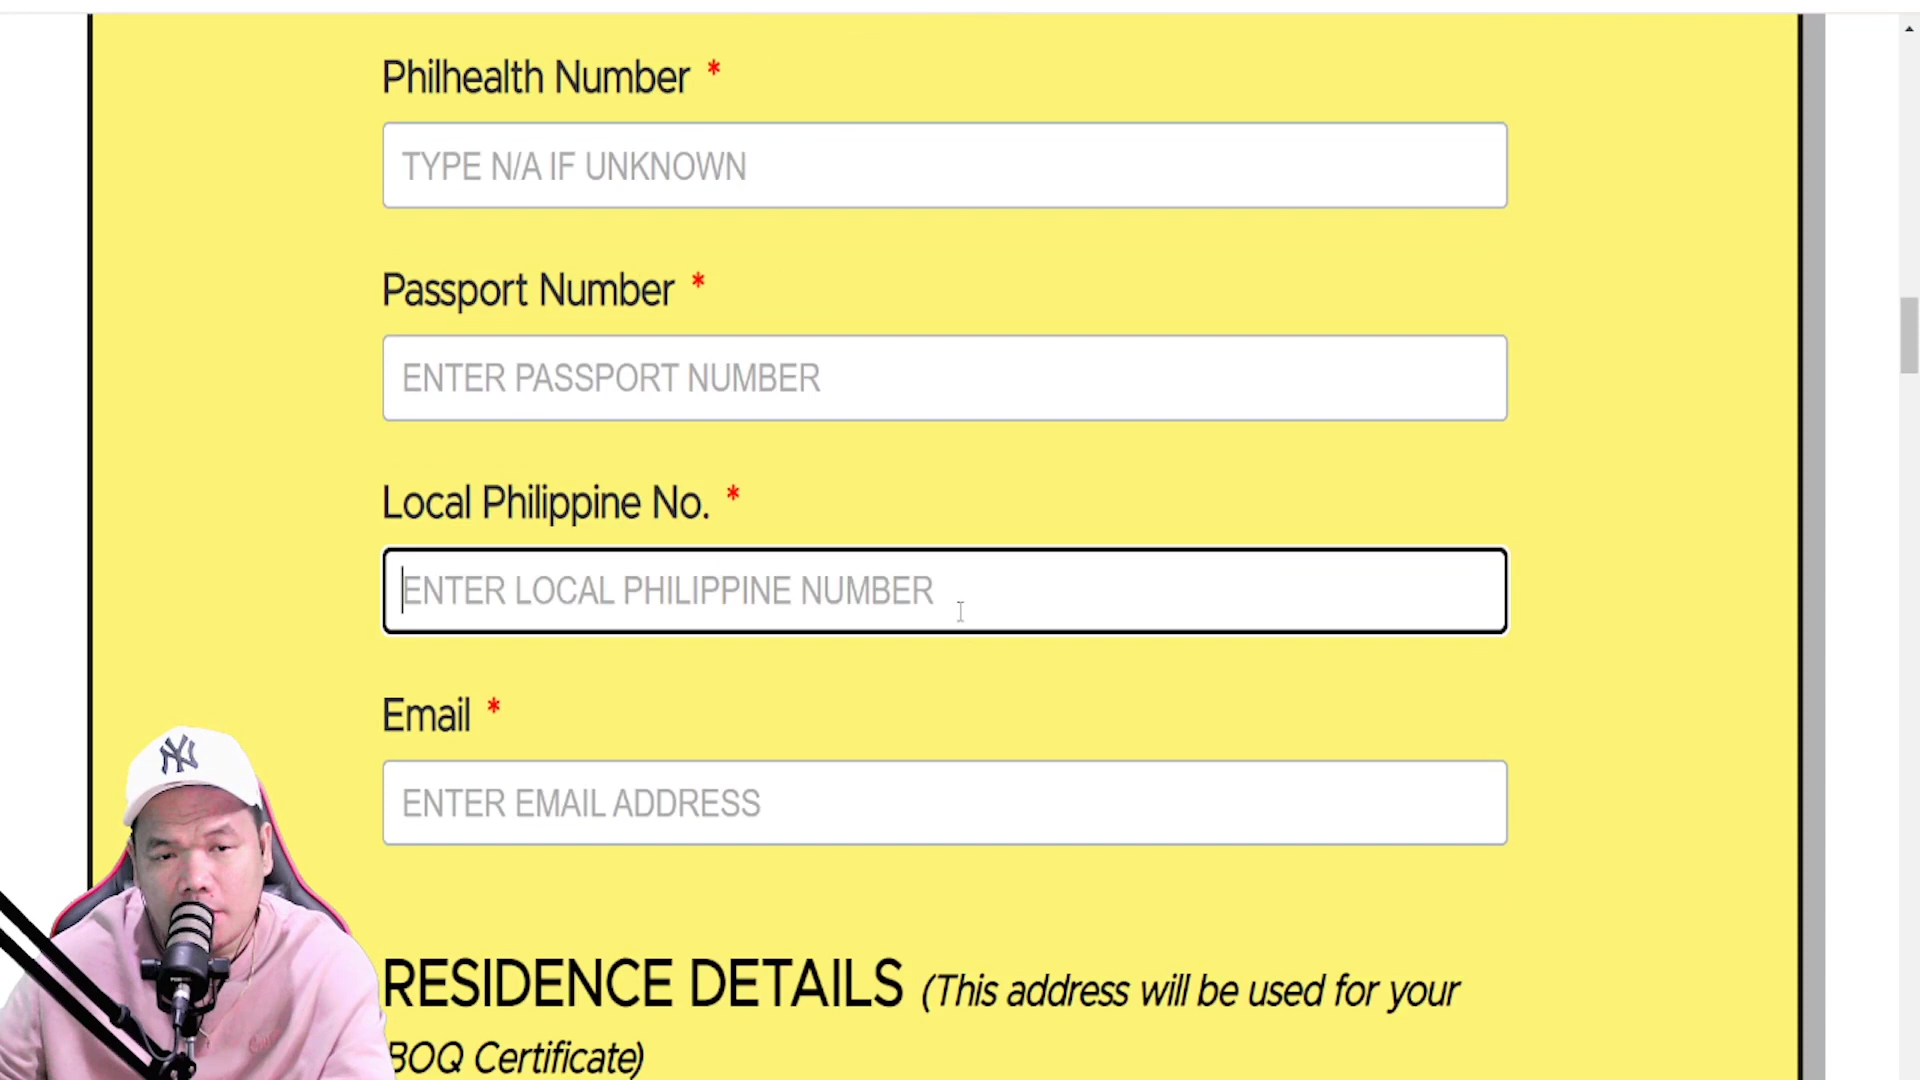 Philhealth Number *
TYPE N/A IF UNKNOWN
Passport Number *
ENTER PASSPORT NUMBER
Local Philippine No. *
ENTER LOCAL PHILIPPINE NUMBER
Email *
ENTER EMAIL ADDRESS
NY
RESIDENCE DETAILS (This address will be used for your
BOQ Certificate)